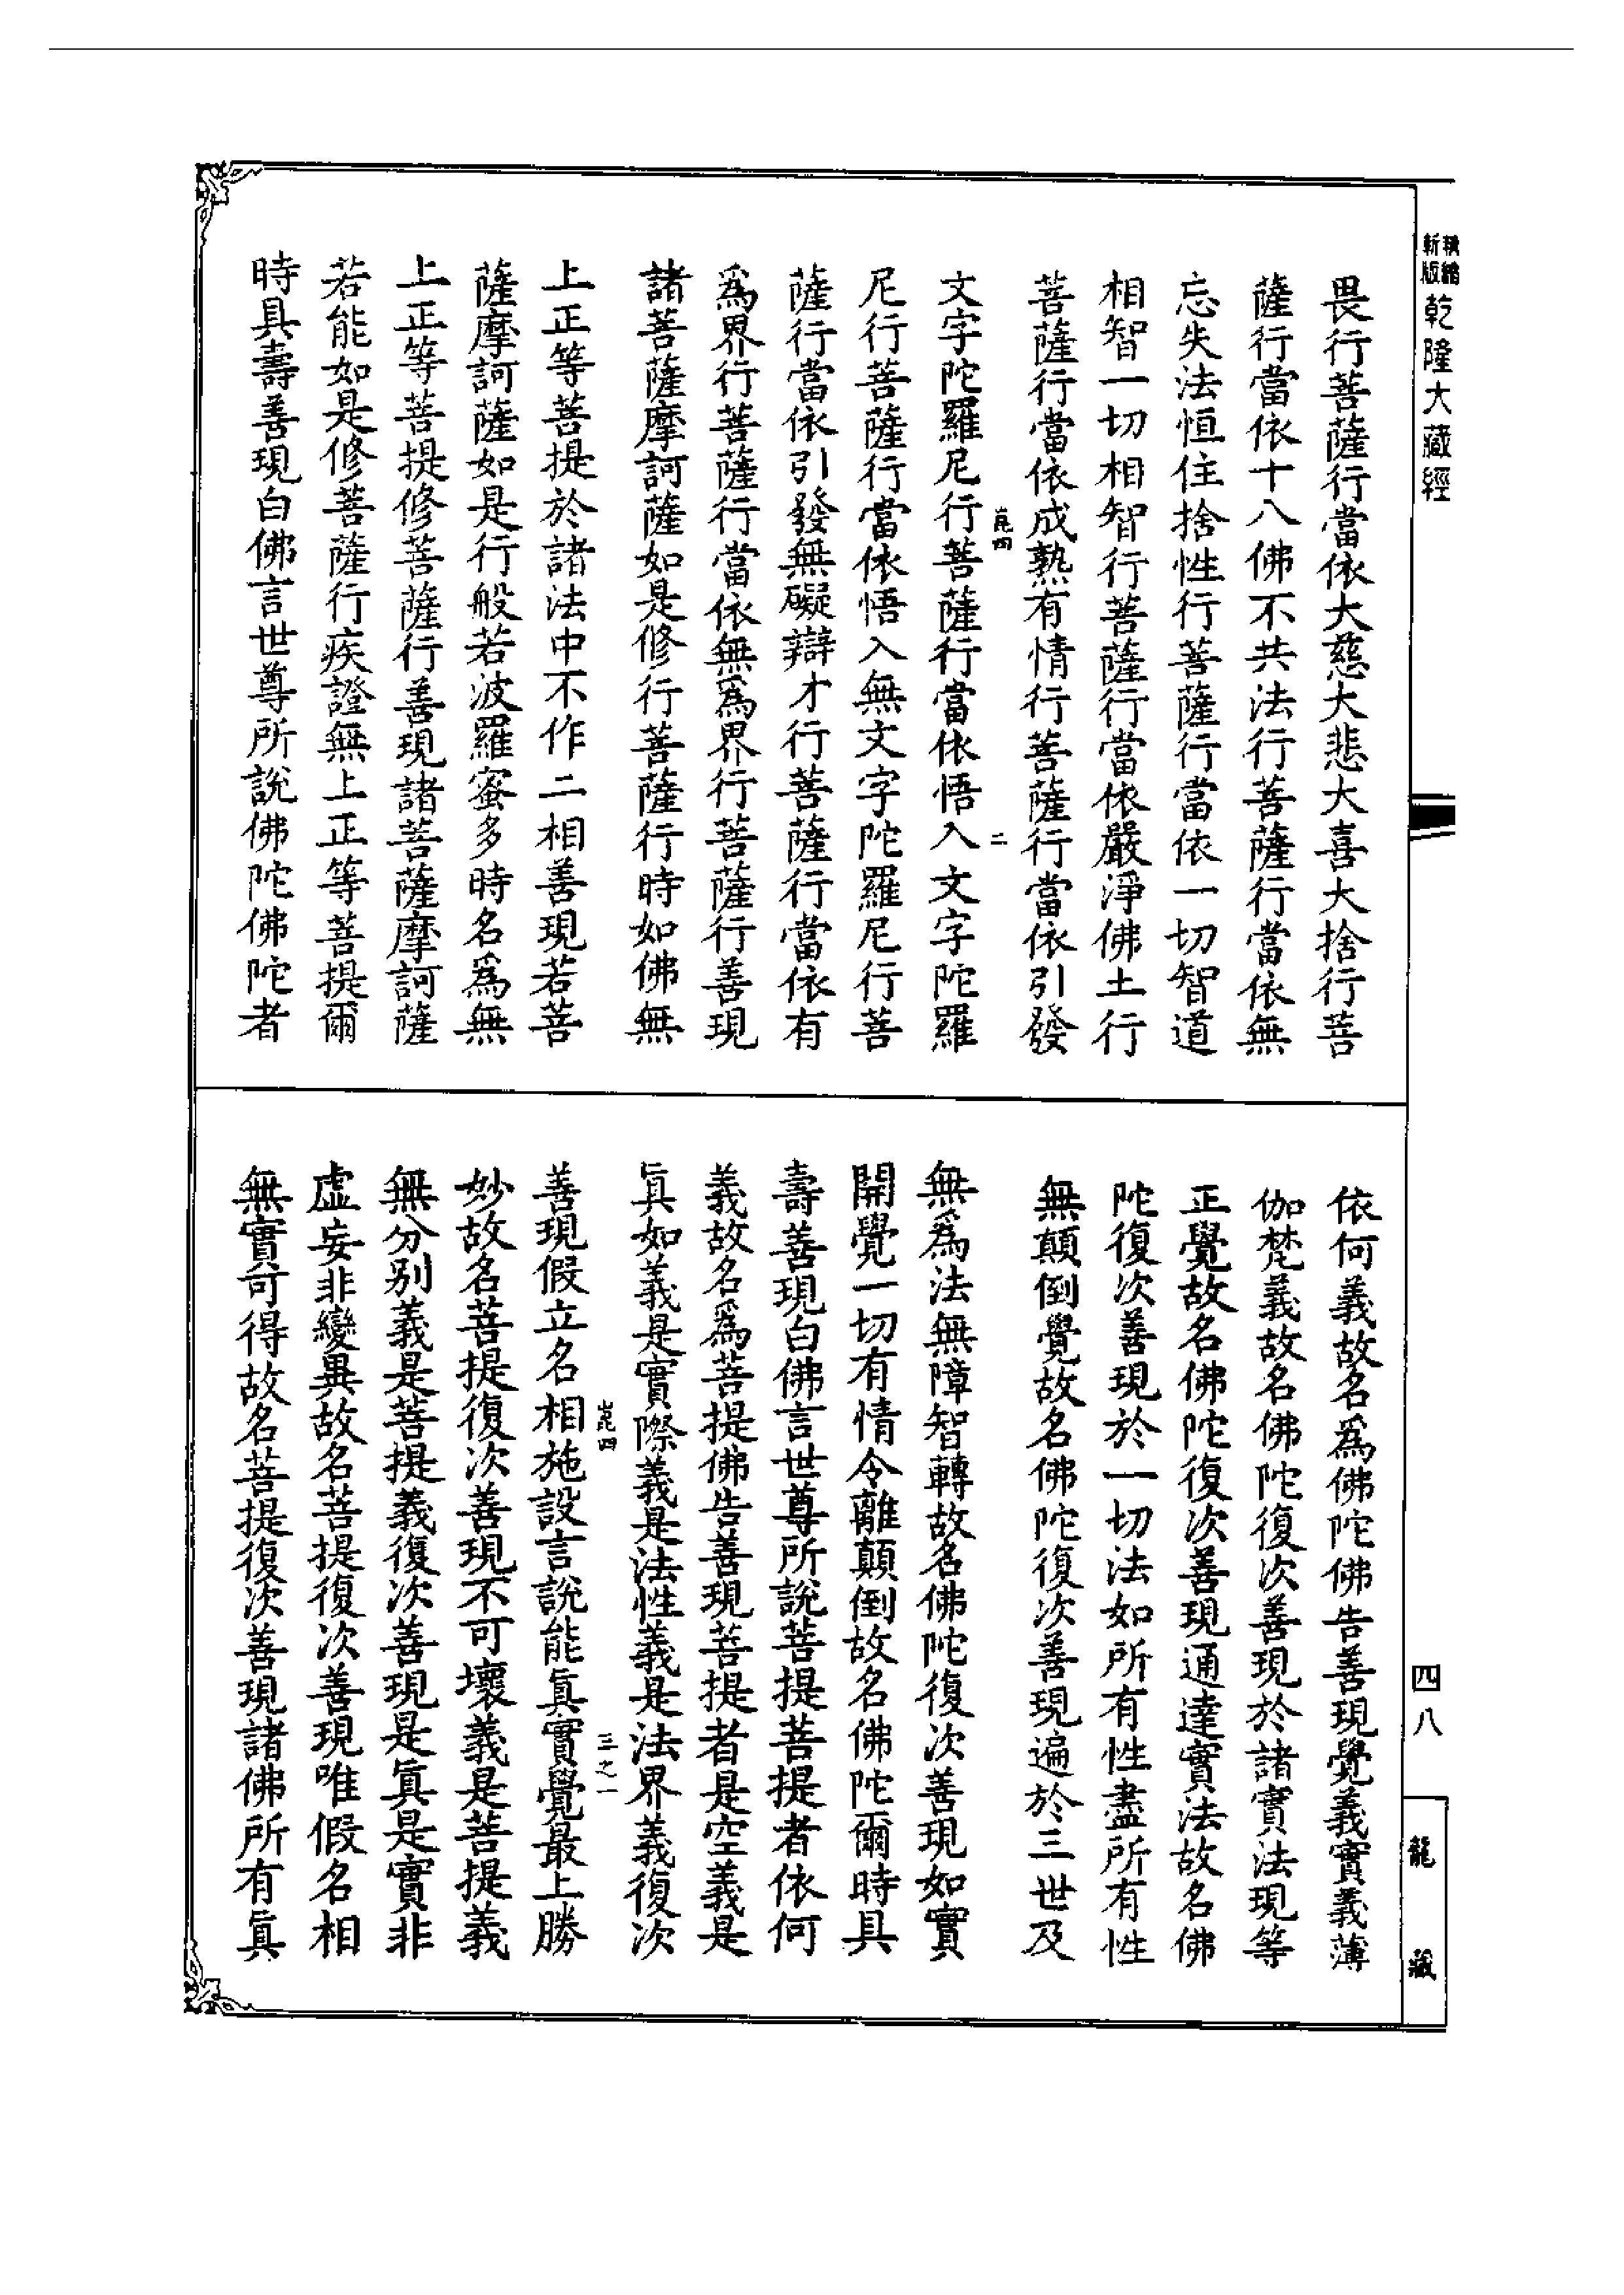 新版精縮
乾隆大藏經
畏行菩薩行當依大慈大悲大喜大捨行菩
薩行當依十八佛不共法行菩薩行當依無
忘失法恒住捨性行菩薩行當依一切智道
相智一切相智行菩薩行當依嚴淨佛土行
菩薩行當依成熟有情行菩薩行當依引發
崑四
二
文字陀羅尼行菩薩行當依悟入文字陀羅
尼行菩薩行當依悟入無文字陀羅尼行菩
薩行當依引發無礙辯才行菩薩行當依有
爲界行菩薩行當依無爲界行菩薩行善現
諸菩薩摩訶薩如是修行菩薩行時如佛無
上正等菩提於諸法中不作二相善現若菩
薩摩訶薩如是行般若波羅蜜多時名爲無
上正等菩提修菩薩行善現諸菩薩摩訶薩
若能如是修菩薩行疾證無上正等菩提爾
時具壽善現白佛言世尊所說佛陀佛陀者
四八
龍藏
依何義故名爲佛陀佛告善現覺義實義薄
伽梵義故名佛陀復次善現於諸實法現等
正覺故名佛陀復次善現通達實法故名佛
陀復次善現於一切法如所有性盡所有性
無顛倒覺故名佛陀復次善現遍於三世及
無爲法無障智轉故名佛陀復次善現如實
開覺一切有情令離顛倒故名佛陀爾時具
壽善現白佛言世尊所說菩提菩提者依何
義故名爲菩提佛告善現菩提者是空義是
眞如義是實際義是法性義是法界義復次
崑四
三之一
善現假立名相施設言說能眞實覺最上勝
妙故名菩提復次善現不可壞義是菩提義
無分別義是菩提義復次善現是眞是實非
虛妄非變異故名菩提復次善現唯假名相
無實可得故名菩提復次善現諸佛所有眞